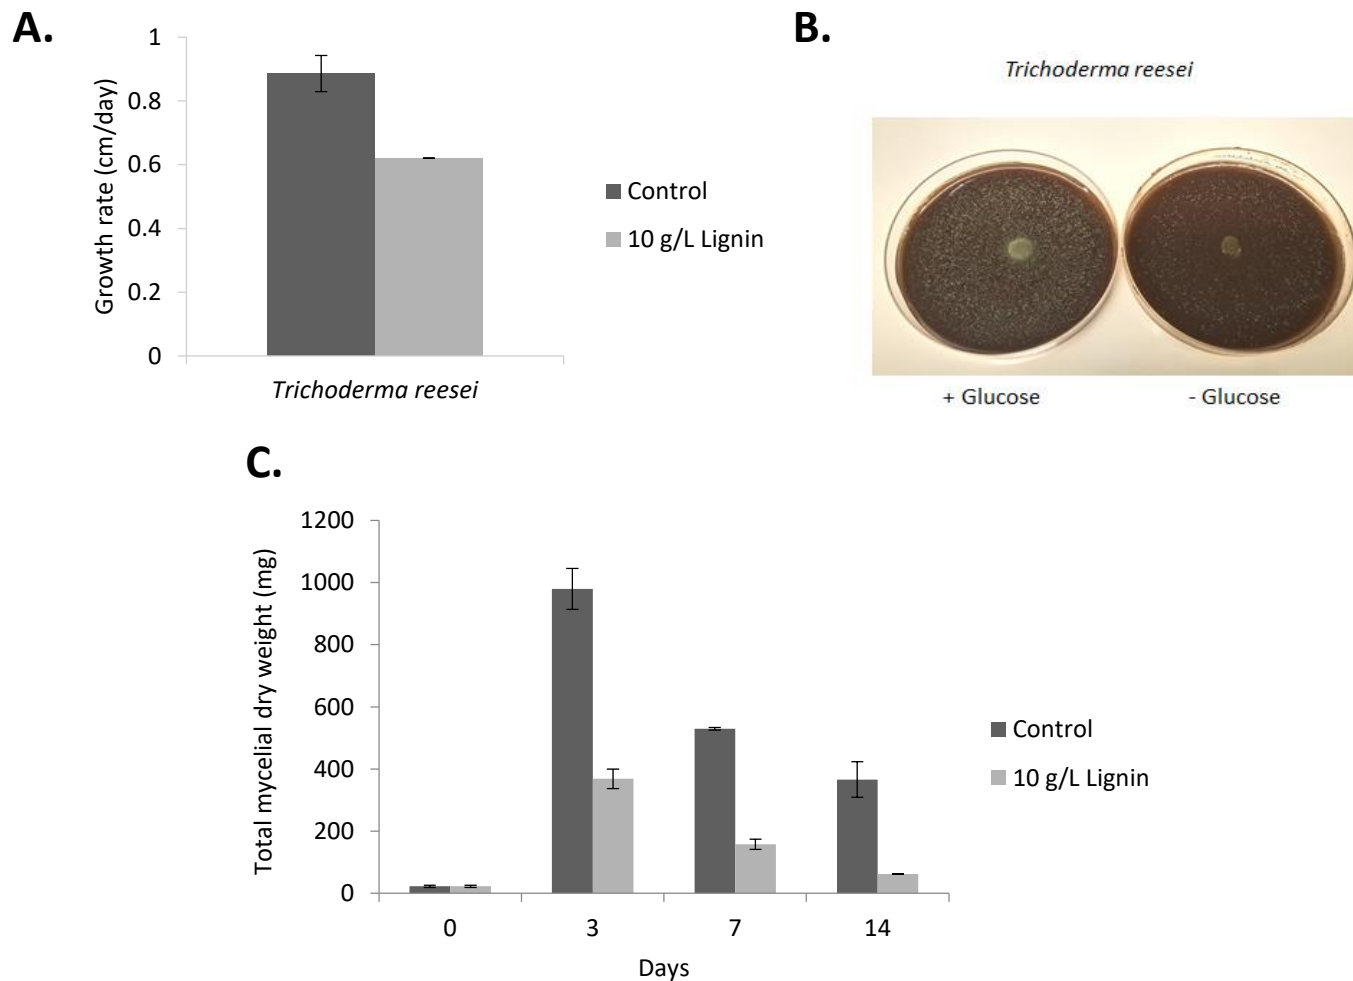 A.
1
0.8
0.6
0.4
0.2
0
Growth rate (cm/day)
Trichoderma reesei
Control
10 g/L Lignin
B.
Trichoderma reesei
+ Glucose
- Glucose
C.
1200
1000
800
600
400
200
0
Total mycelial dry weight (mg)
0 3 7 14
Days
Control
10 g/L Lignin